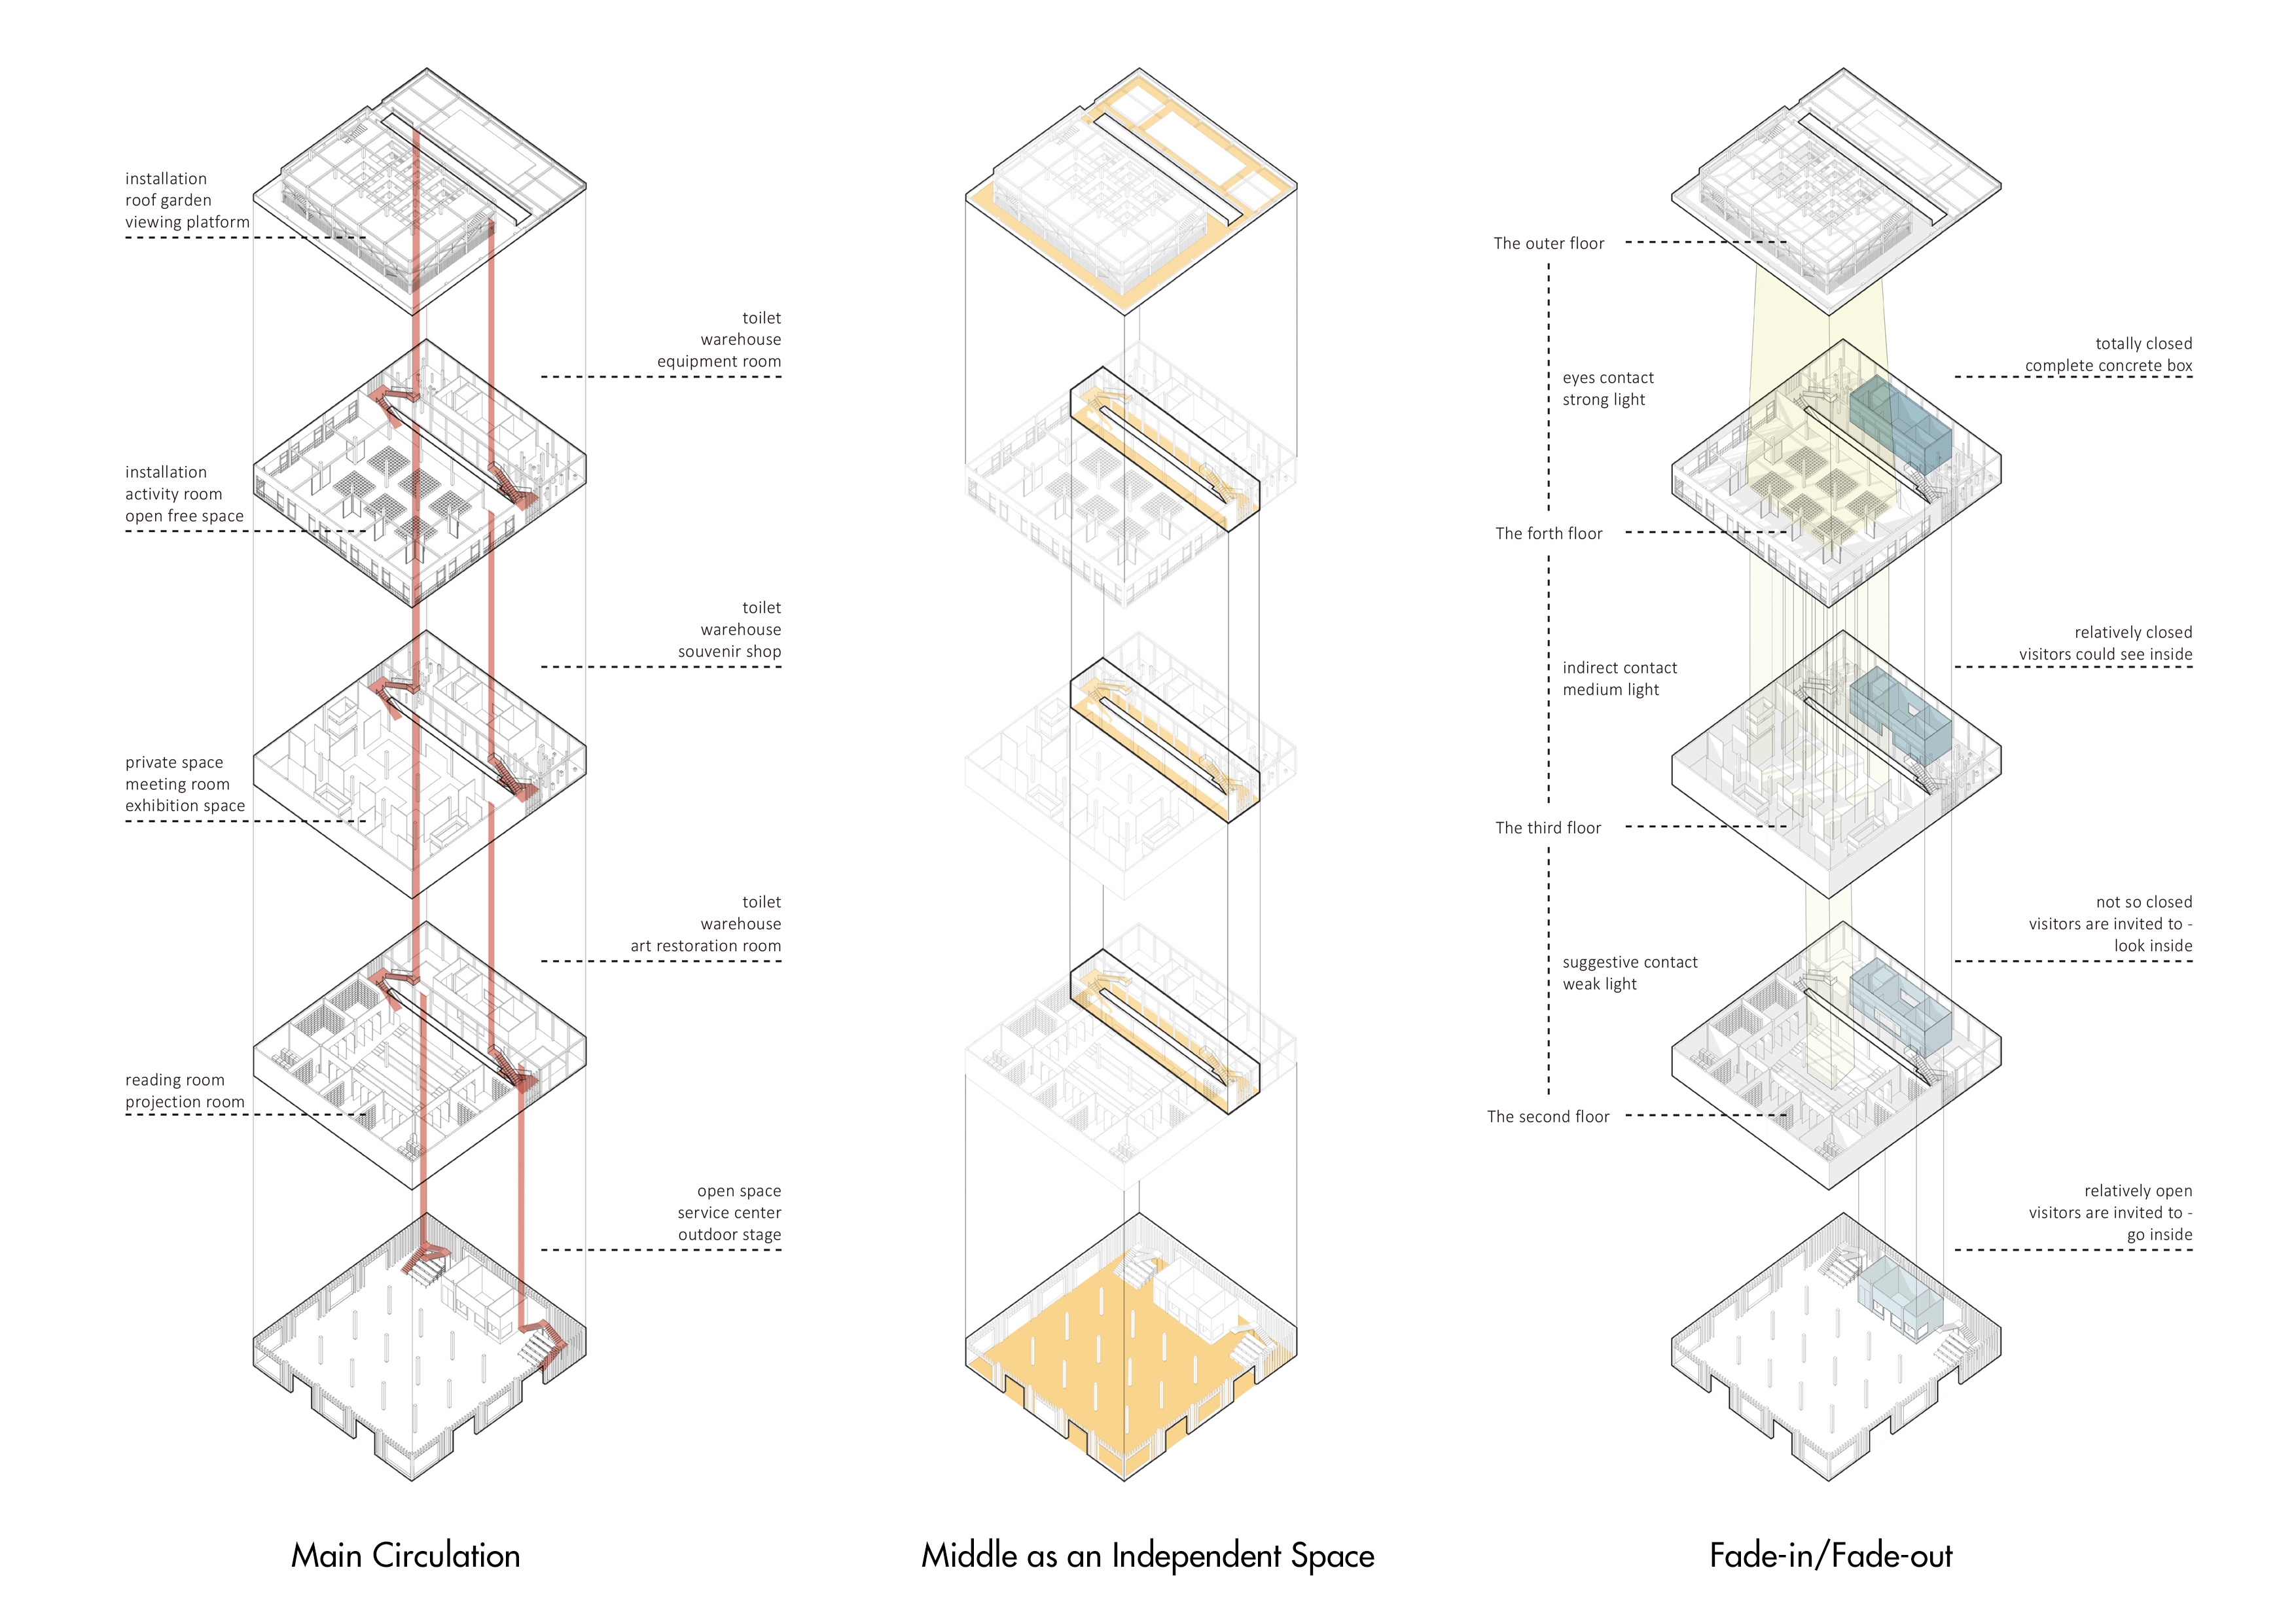 installation
roof garden
viewing platform
toilet
warehouse
equipment room
installation
activity room
open free space
toilet
warehouse
souvenir shop
private space
meeting room
exhibition space
toilet
warehouse
art restoration room
reading room
projection room
open space
service center
outdoor stage
Main Circulation
Middle as an Independent Space
The outer floor
totally closed
complete concrete box
eyes contact
strong light
The forth floor
relatively closed
visitors could see inside
indirect contact
medium light
The third floor
not so closed
visitors are invited to -
look inside
suggestive contact
weak light
The second floor
relatively open
visitors are invited to -
go inside
Fade-in/Fade-out